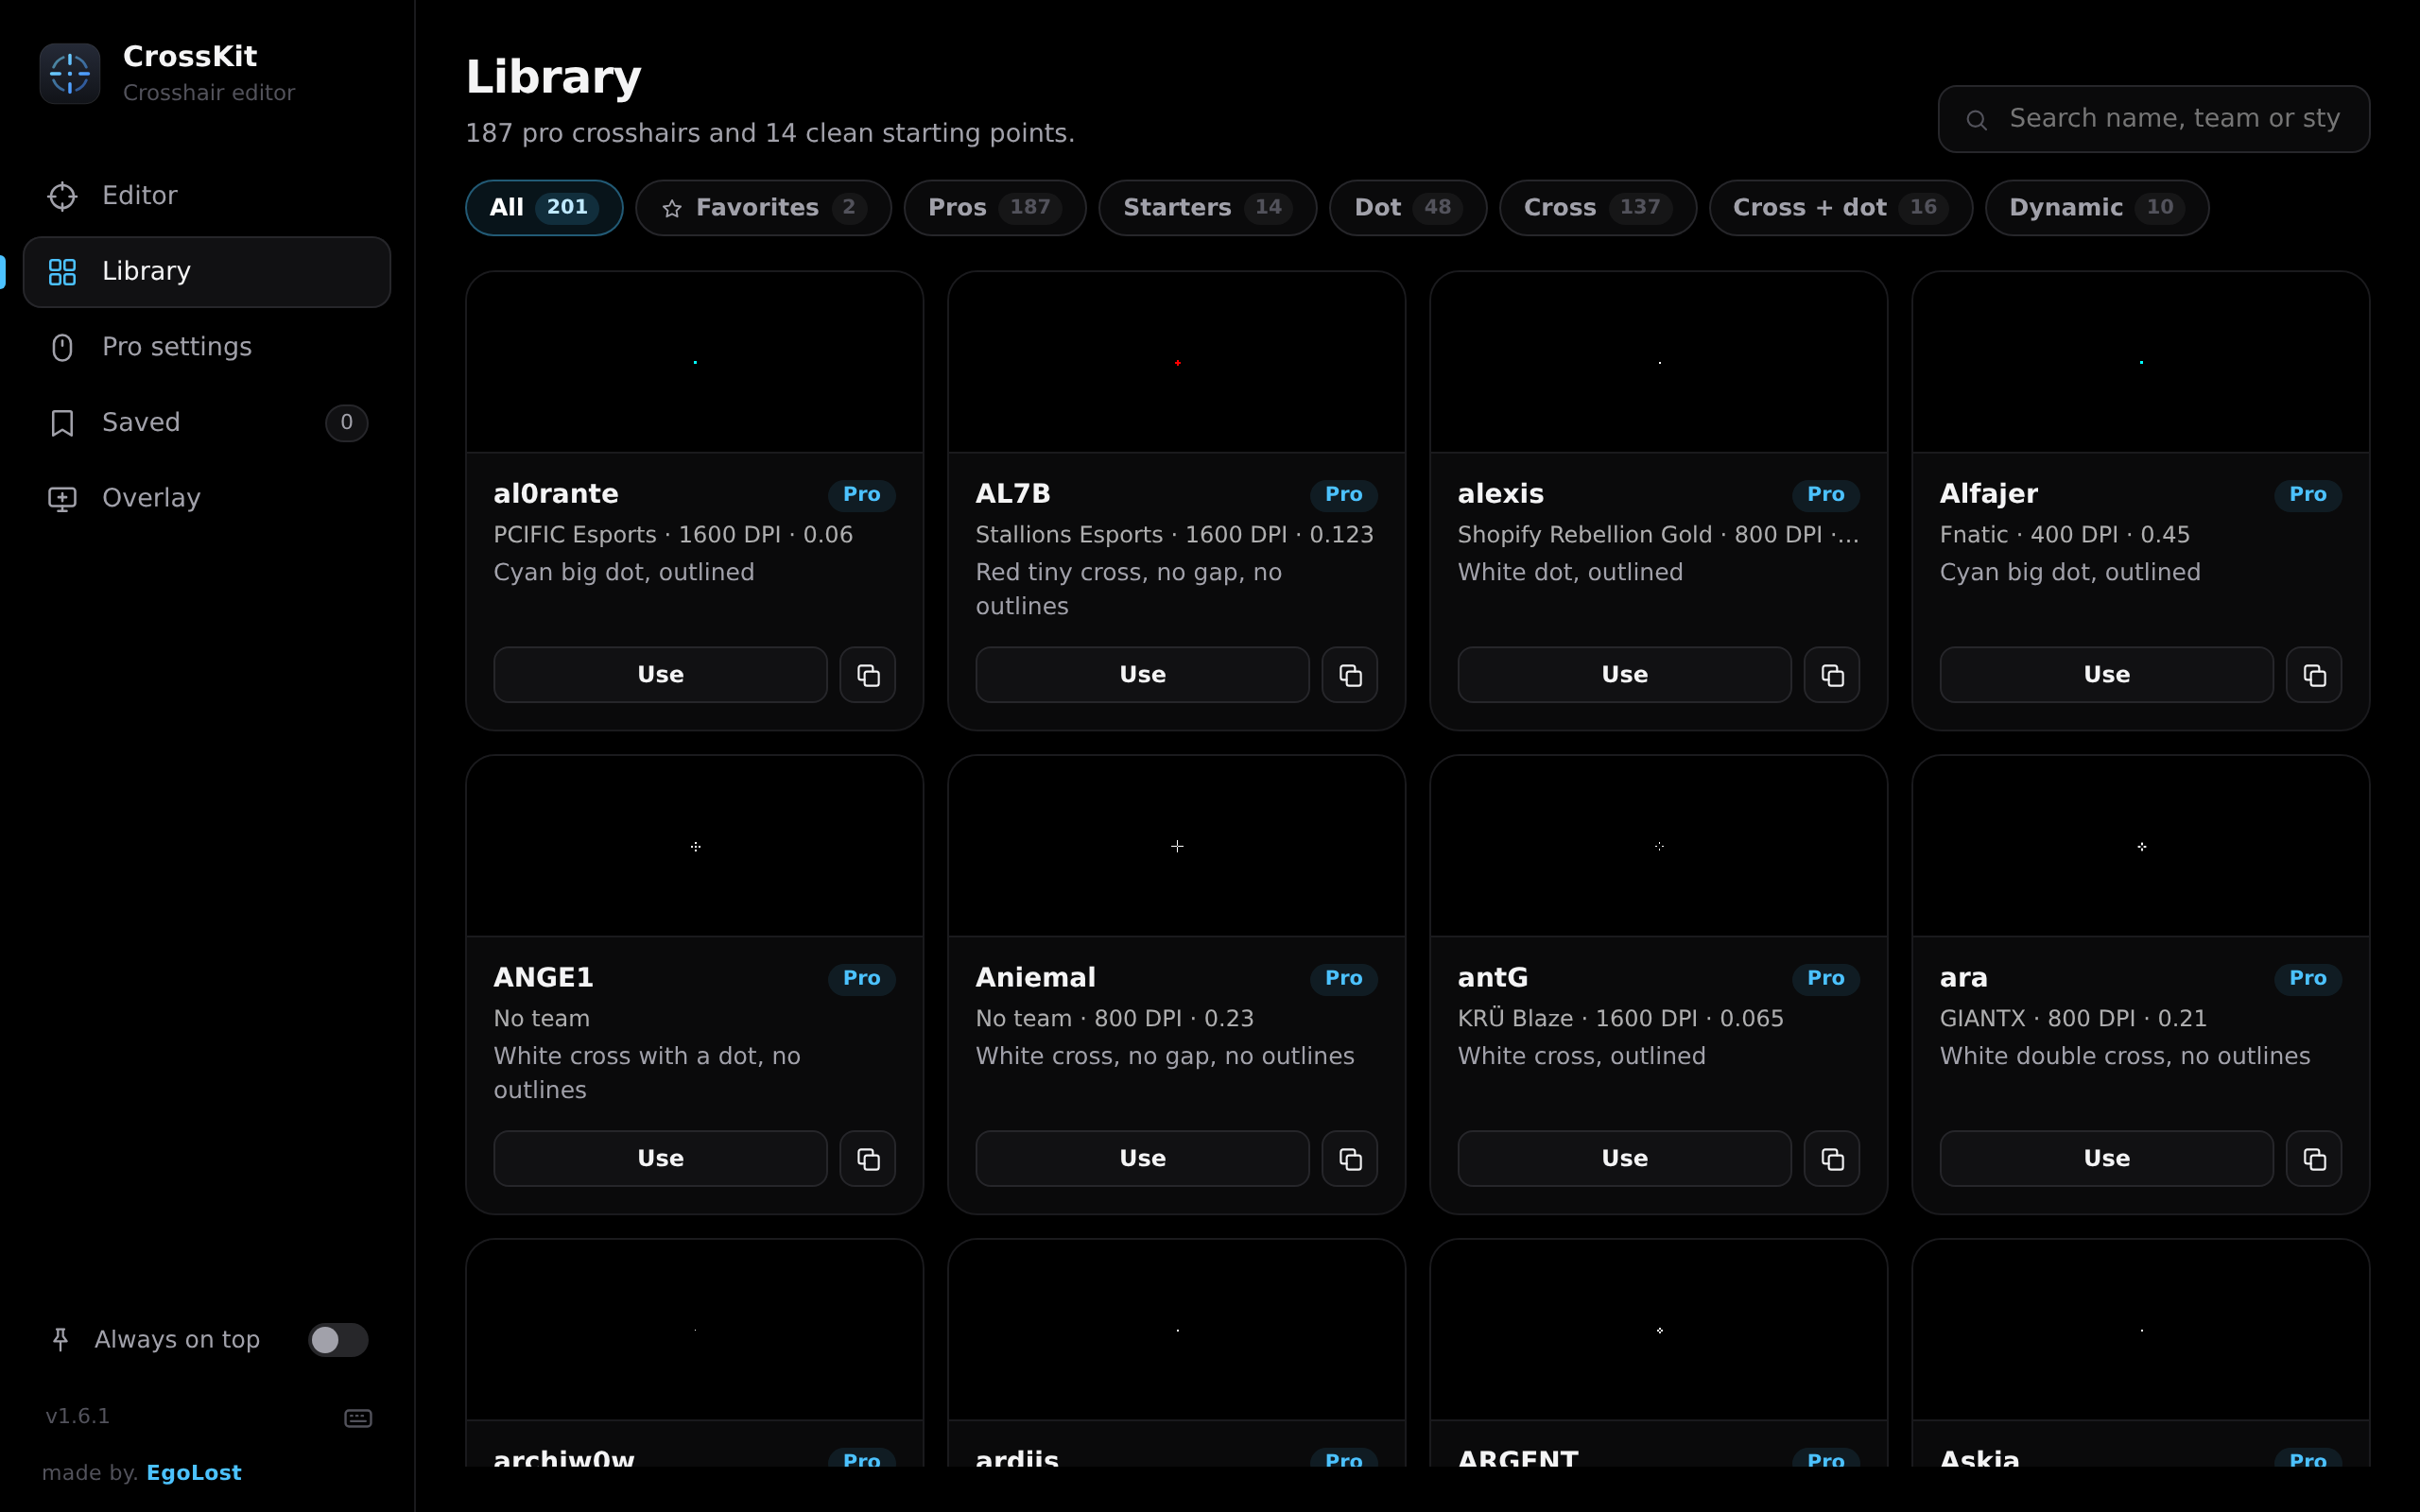 CrossKit
Crosshair editor
Editor
Library
Pro settings
Saved 0
Overlay
Always on top
v1.6.1
made by. EgoLost
Library
187 pro crosshairs and 14 clean starting points.
Search name, team or sty
All 201 Favorites 2 Pros 187 Starters 14 Dot 48 Cross 137 Cross + dot 16 Dynamic 10
al0rante Pro
PCIFIC Esports · 1600 DPI · 0.06
Cyan big dot, outlined
Use
AL7B Pro
Stallions Esports · 1600 DPI · 0.123
Red tiny cross, no gap, no
outlines
Use
alexis Pro
Shopify Rebellion Gold · 800 DPI ·…
White dot, outlined
Use
Alfajer Pro
Fnatic · 400 DPI · 0.45
Cyan big dot, outlined
Use
ANGE1 Pro
No team
White cross with a dot, no
outlines
Use
Aniemal Pro
No team · 800 DPI · 0.23
White cross, no gap, no outlines
Use
antG Pro
KRÜ Blaze · 1600 DPI · 0.065
White cross, outlined
Use
ara Pro
GIANTX · 800 DPI · 0.21
White double cross, no outlines
Use
archiw0w Pro
ardiis Pro
ARGENT Pro
Askia Pro